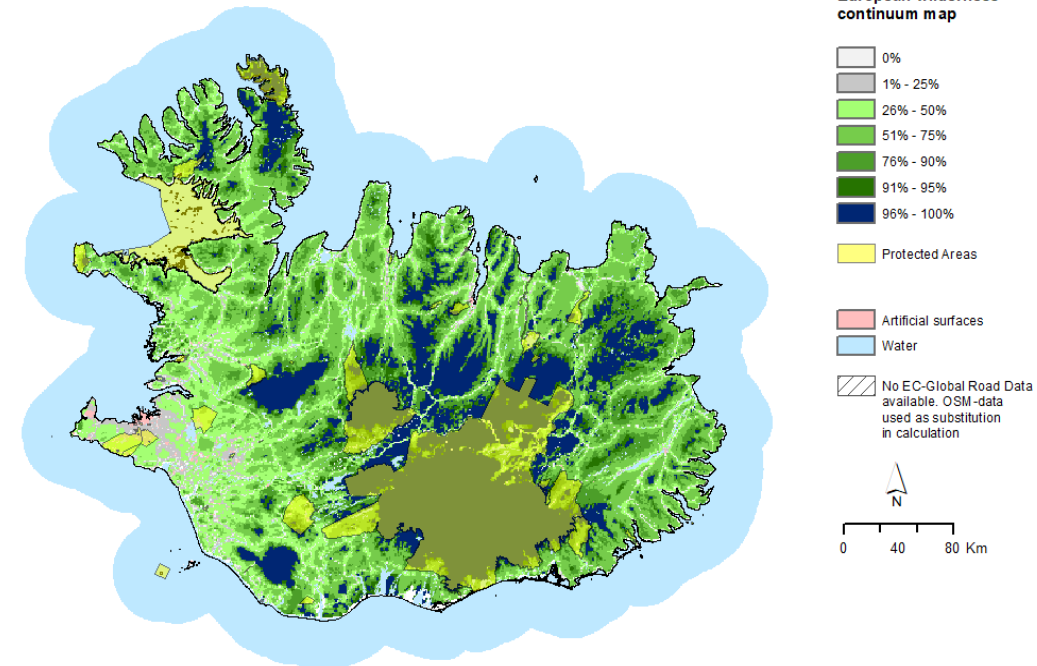 continuum map
0%
1% - 25%
26% - 50%
51% - 75%
76% - 90%
91% - 95%
96% - 100%
Protected Areas
Artificial surfaces
Water
No EC-Global Road Data
available. OSM-data
used as substitution
in calculation
N
0 40 80 Km